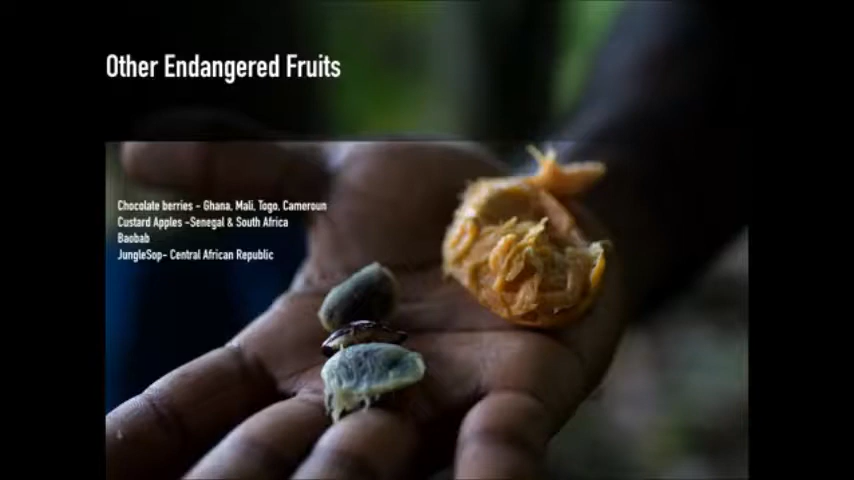 Other Endangered Fruits
Chocolate berries - Ghana, Mali, Togo, Cameroun
Custard Apples -Senegal & South Africa
Baobab
JungleSop- Central African Republic